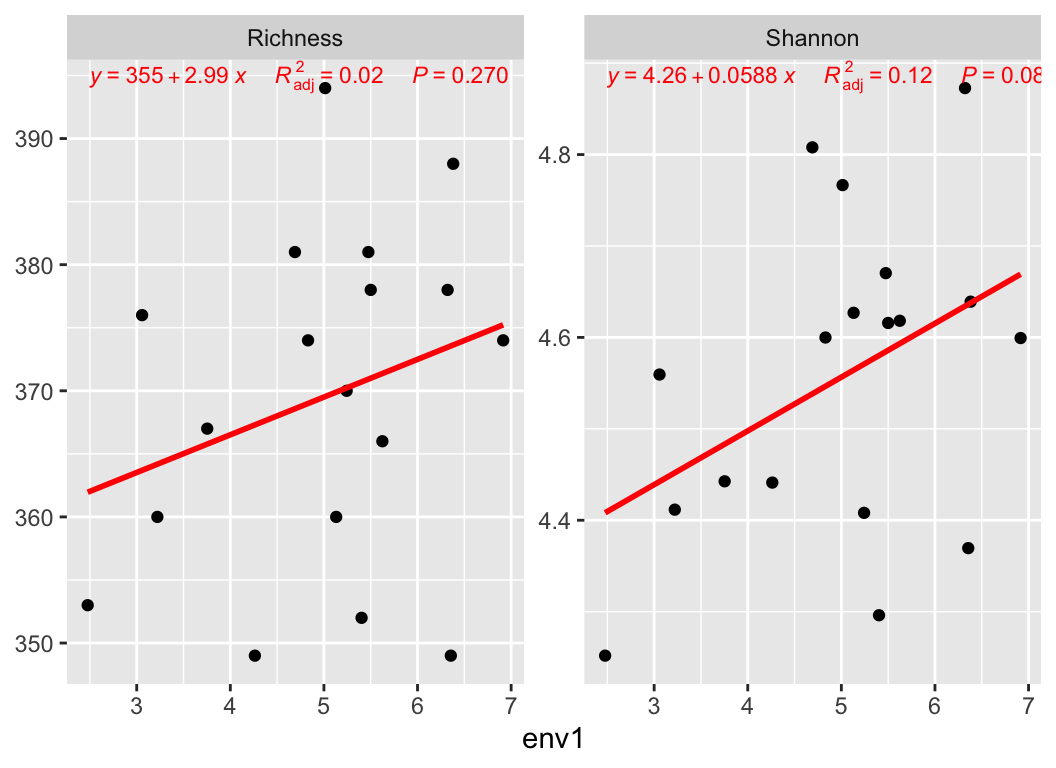 Richness
Shannon
y = 355 + 2.99 x R²adj = 0.02 P = 0.270
y = 4.26 + 0.0588 x R²adj = 0.12 P = 0.08
390
380
370
360
350
4.8
4.6
4.4
3 4 5 6 7
3 4 5 6 7
env1